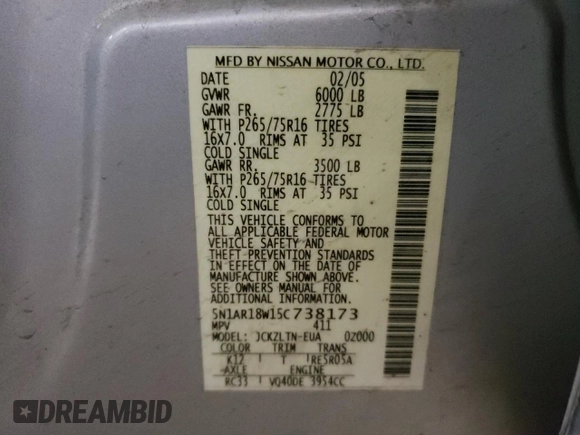 MFD BY NISSAN MOTOR CO., LTD.
DATE 02/05
GVWR 6000 LB
GAWR FR. 2775 LB
WITH P265/75R16 TIRES
16X7.0 RIMS AT 35 PSI
COLD SINGLE
GAWR RR. 3500 LB
WITH P265/75R16 TIRES
16X7.0 RIMS AT 35 PSI
COLD SINGLE
THIS VEHICLE CONFORMS TO
ALL APPLICABLE FEDERAL MOTOR
VEHICLE SAFETY AND
THEFT PREVENTION STANDARDS
IN EFFECT ON THE DATE OF
MANUFACTURE SHOWN ABOVE.
SEE OWNERS MANUAL FOR
ADDITIONAL INFORMATION
5N1AR18W15C738173
MPV 411
MODEL: JCKZLTN-EUA 02000
COLOR TRIM TRANS
K12 T RE5R05A
AXLE ENGINE
RC33 VQ40DE 3954CC
DREAMBID